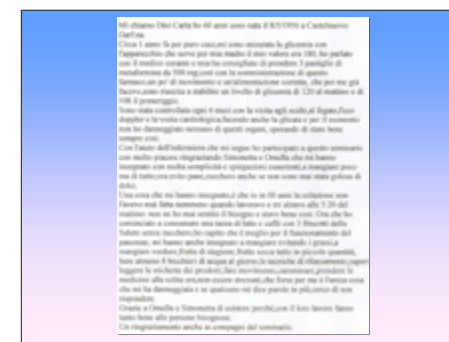 Mi chiamo Dini Carla ho 60 anni sono nata il 8/5/1956 a Castelnuovo
Garf.na.
Circa 1 anno fa per puro caso,mi sono misurata la glicemia con
l'apparecchio che serve per mia madre il mio valore era 180, ho parlato
con il medico curante e mia ha consigliato di prendere 3 pastiglie di
metaformina da 500 mg;così con la somministrazione di questo
farmaco,un po' di movimento e un'alimentazione corretta, che per me già
facevo,sono riuscita a stabilire un livello di glicemia di 120 al mattino e di
108 il pomeriggio.
Sono stata controllata ogni 6 mesi con la visita agli occhi,al fegato,l'eco
doppler e la visita cardiologica,facendo anche la glicata e per il momento
non ho danneggiato nessuno di questi organi, sperando di stare bene
sempre così.
Con l'aiuto dell'infermiera che mi segue ho partecipato a questo seminario
con molto piacere ringraziando Simonetta e Ornella che mi hanno
insegnato con molta semplicità e spiegazioni esaurienti,a mangiare poco
ma di tutto,ora evito pane,zucchero anche se non sono mai stata golosa di
dolci.
Una cosa che mi hanno insegnato,è che io in 60 anni la colazione non
l'avevo mai fatta nemmeno quando lavoravo e mi alzavo alle 5.20 del
mattino: non ne ho mai sentito il bisogno e stavo bene così. Ora che ho
cominciato a consumare una tazza di latte e caffè con 3 Biscotti della
Salute senza zucchero,ho capito che è meglio per il funzionamento del
pancreas; mi hanno anche insegnato a mangiare evitando i grassi,a
mangiare verdure,frutta di stagione,frutta secca tutto in piccole quantità,
bere almeno 8 bicchieri di acqua al giorno,la tecniche di rilassamento,saper
leggere le etichette dei prodotti,fare movimento,camminare,prendere le
medicine alla solita ora,non essere stressati,che forse per me è l'unica cosa
che mi ha danneggiata e se qualcuno mi dice parole in più,cerco di non
rispondere.
Grazie a Ornella e Simonetta di esistere perché,con il loro lavoro fanno
tanto bene alle persone bisognose.
Un ringraziamento anche ai compagni del seminario.